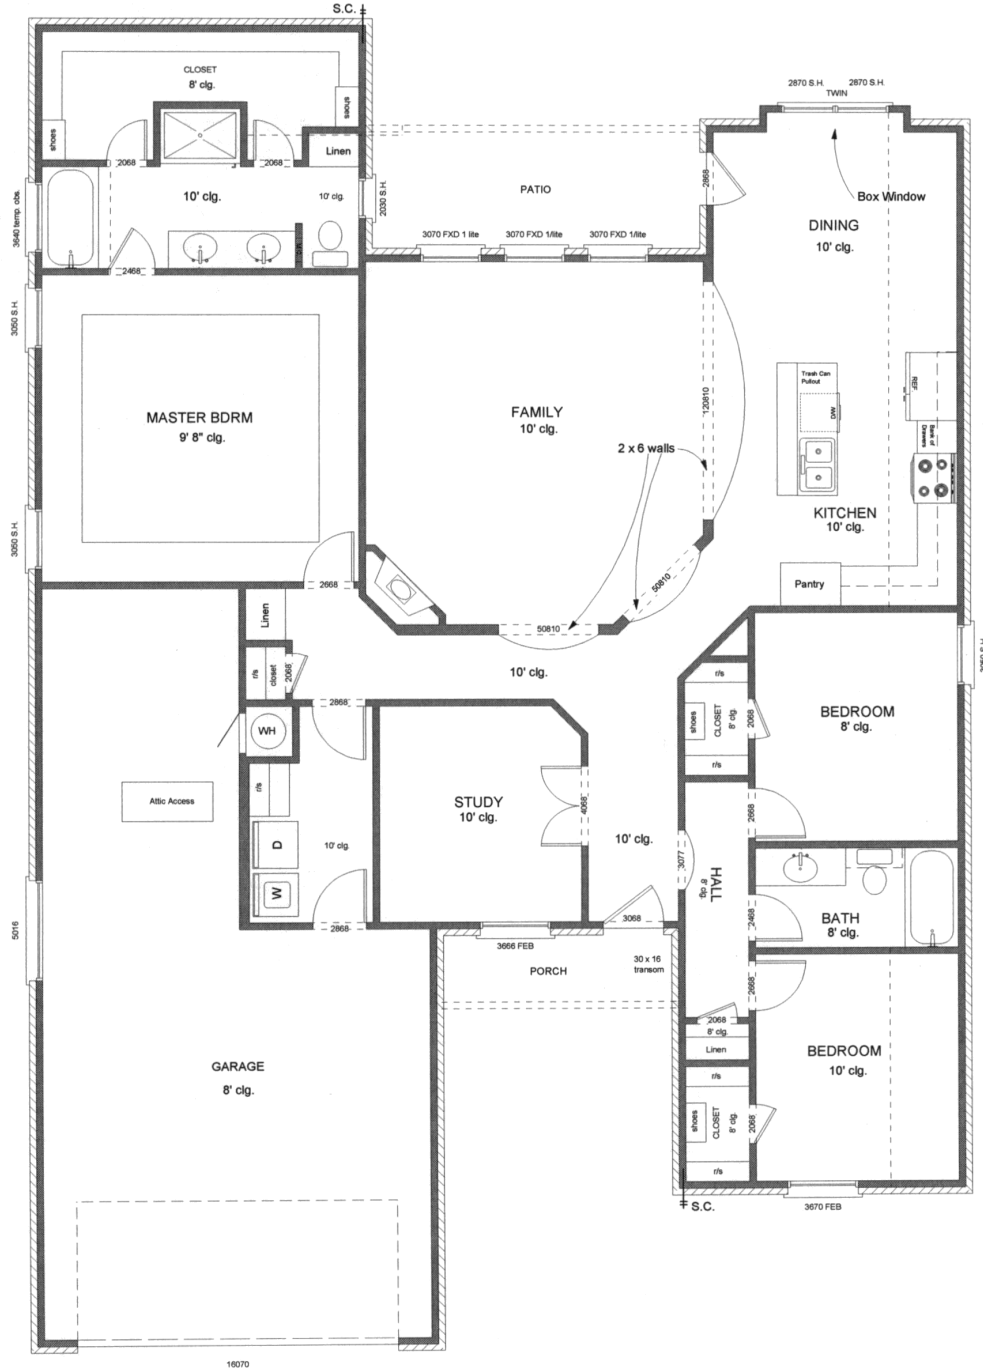 S.C.
CLOSET
8' clg.
shoes
shoes
2068
2068
Linen
10' clg.
10' clg.
3640 temp. obs.
2030 S.H.
2468
PATIO
3070 FXD 1 lite
3070 FXD 1/lite
3070 FXD 1/lite
2868
2870 S.H.
2870 S.H.
TWIN
Box Window
DINING
10' clg.
3050 S.H.
MASTER BDRM
9' 8" clg.
3050 S.H.
2668
FAMILY
10' clg.
2 x 6 walls
120810
50810
50810
Trash Can
Pullout
D/W
REF
Bank of
Drawers
KITCHEN
10' clg.
Pantry
Linen
r/s
closet
2068
10' clg.
2868
WH
Attic Access
r/s
D
W
10' clg.
2868
STUDY
10' clg.
4068
10' clg.
3068
3666 FEB
PORCH
30 x 16
transom
r/s
shoes
CLOSET
8' clg.
r/s
2068
BEDROOM
8' clg.
2668
3077
HALL
8' clg
2468
BATH
8' clg.
2668
2068
8' clg.
Linen
r/s
shoes
CLOSET
8' clg.
r/s
2068
BEDROOM
10' clg.
3670 FEB
S.C.
5016
GARAGE
8' clg.
16070